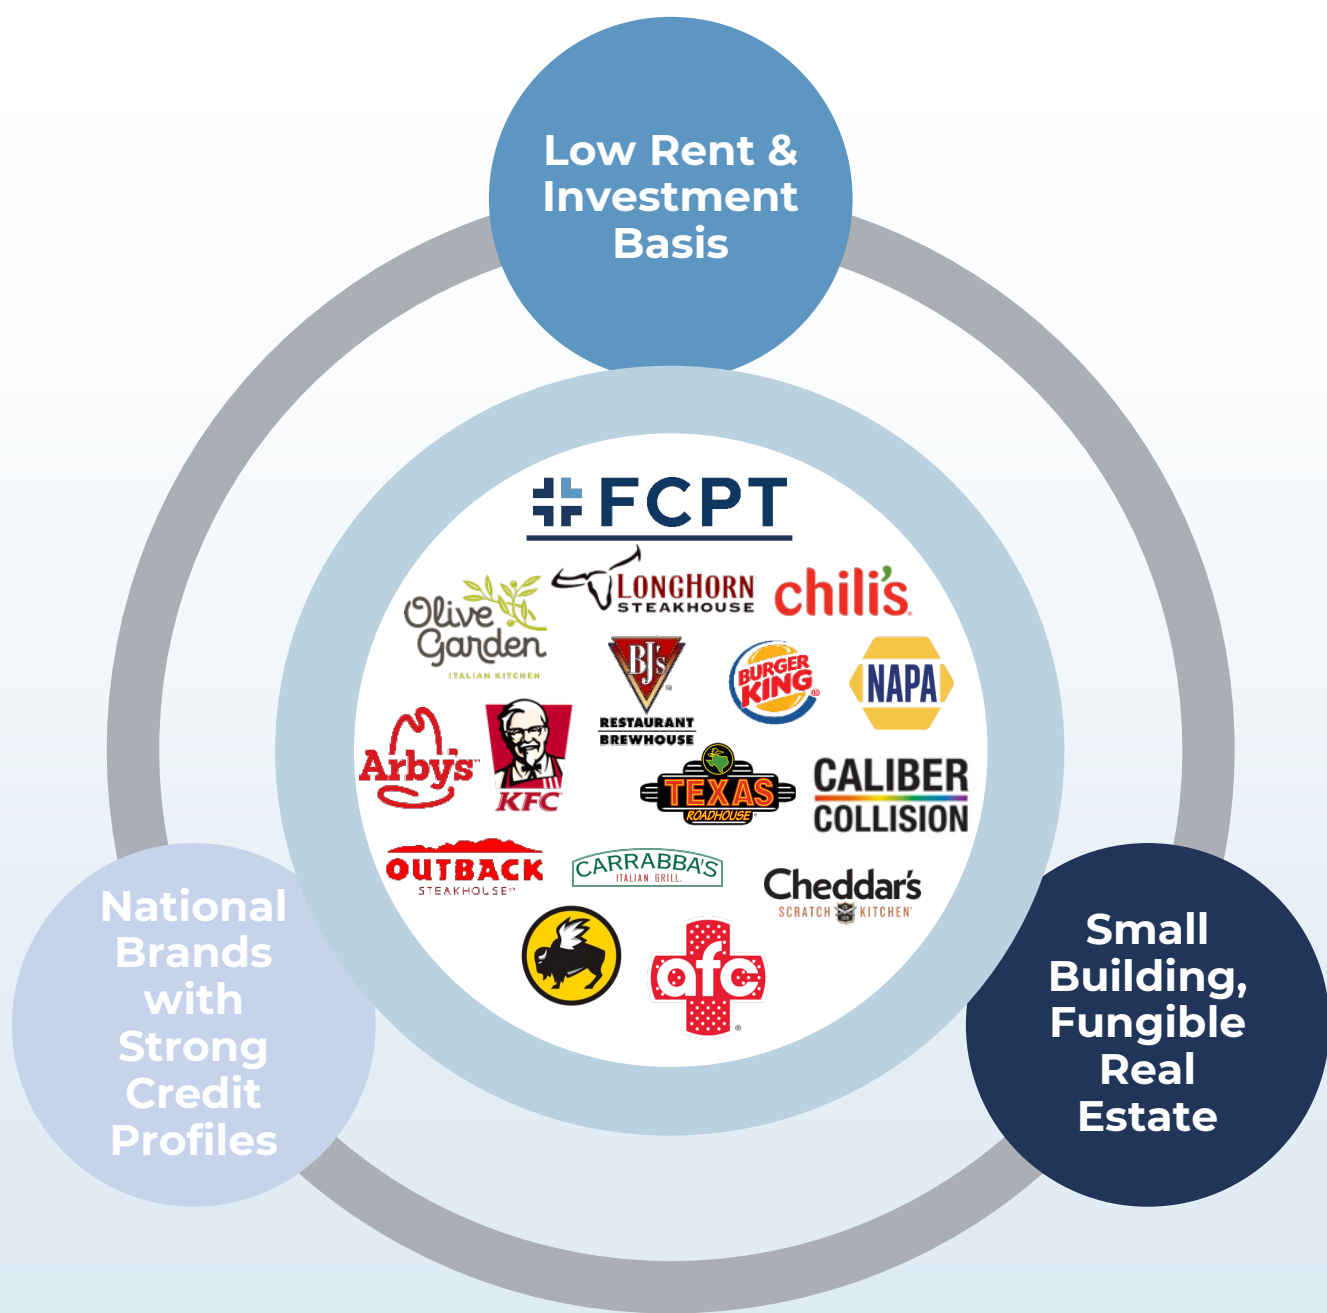 Low Rent &
Investment
Basis
FCPT
LONGHORN
STEAKHOUSE
chili's
Olive
Garden
ITALIAN KITCHEN
BJ's
RESTAURANT
BREWHOUSE
BURGER
KING
NAPA
Arby's
KFC
TEXAS
ROADHOUSE
CALIBER
COLLISION
OUTBACK
STEAKHOUSE
CARRABBA'S
ITALIAN GRILL
Cheddar's
SCRATCH KITCHEN
afc
National
Brands
with
Strong
Credit
Profiles
Small
Building,
Fungible
Real
Estate